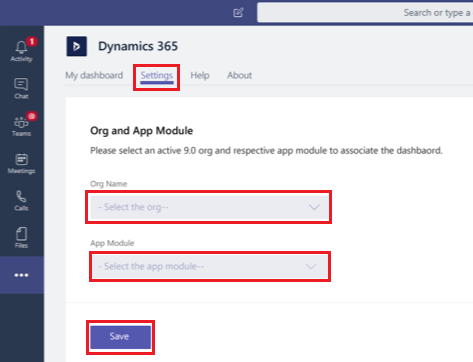 Search or type a
Dynamics 365
My dashboard Settings Help About
Activity
1
Chat
Teams
@
Meetings
Calls
Files
Org and App Module
Please select an active 9.0 org and respective app module to associate the dashbaord.
Org Name
- Select the org--
App Module
- Select the app module--
Save